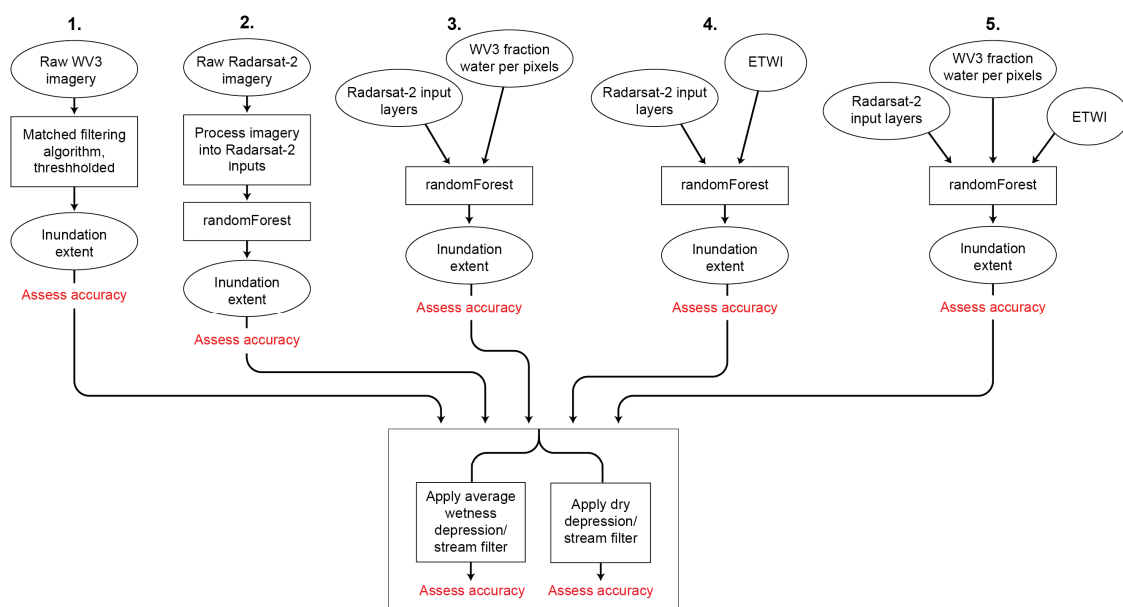 1.
Raw WV3
imagery
Matched filtering
algorithm,
threshholded
Inundation
extent
Assess accuracy
2.
Raw Radarsat-2
imagery
Process imagery
into Radarsat-2
inputs
randomForest
Inundation
extent
Assess accuracy
3.
WV3 fraction
water per pixels
Radarsat-2 input
layers
randomForest
Inundation
extent
Assess accuracy
4.
ETWI
Radarsat-2 input
layers
randomForest
Inundation
extent
Assess accuracy
5.
WV3 fraction
water per pixels
Radarsat-2
input layers
ETWI
randomForest
Inundation
extent
Assess accuracy
Apply average
wetness
depression/
stream filter
Assess accuracy
Apply dry
depression/
stream filter
Assess accuracy